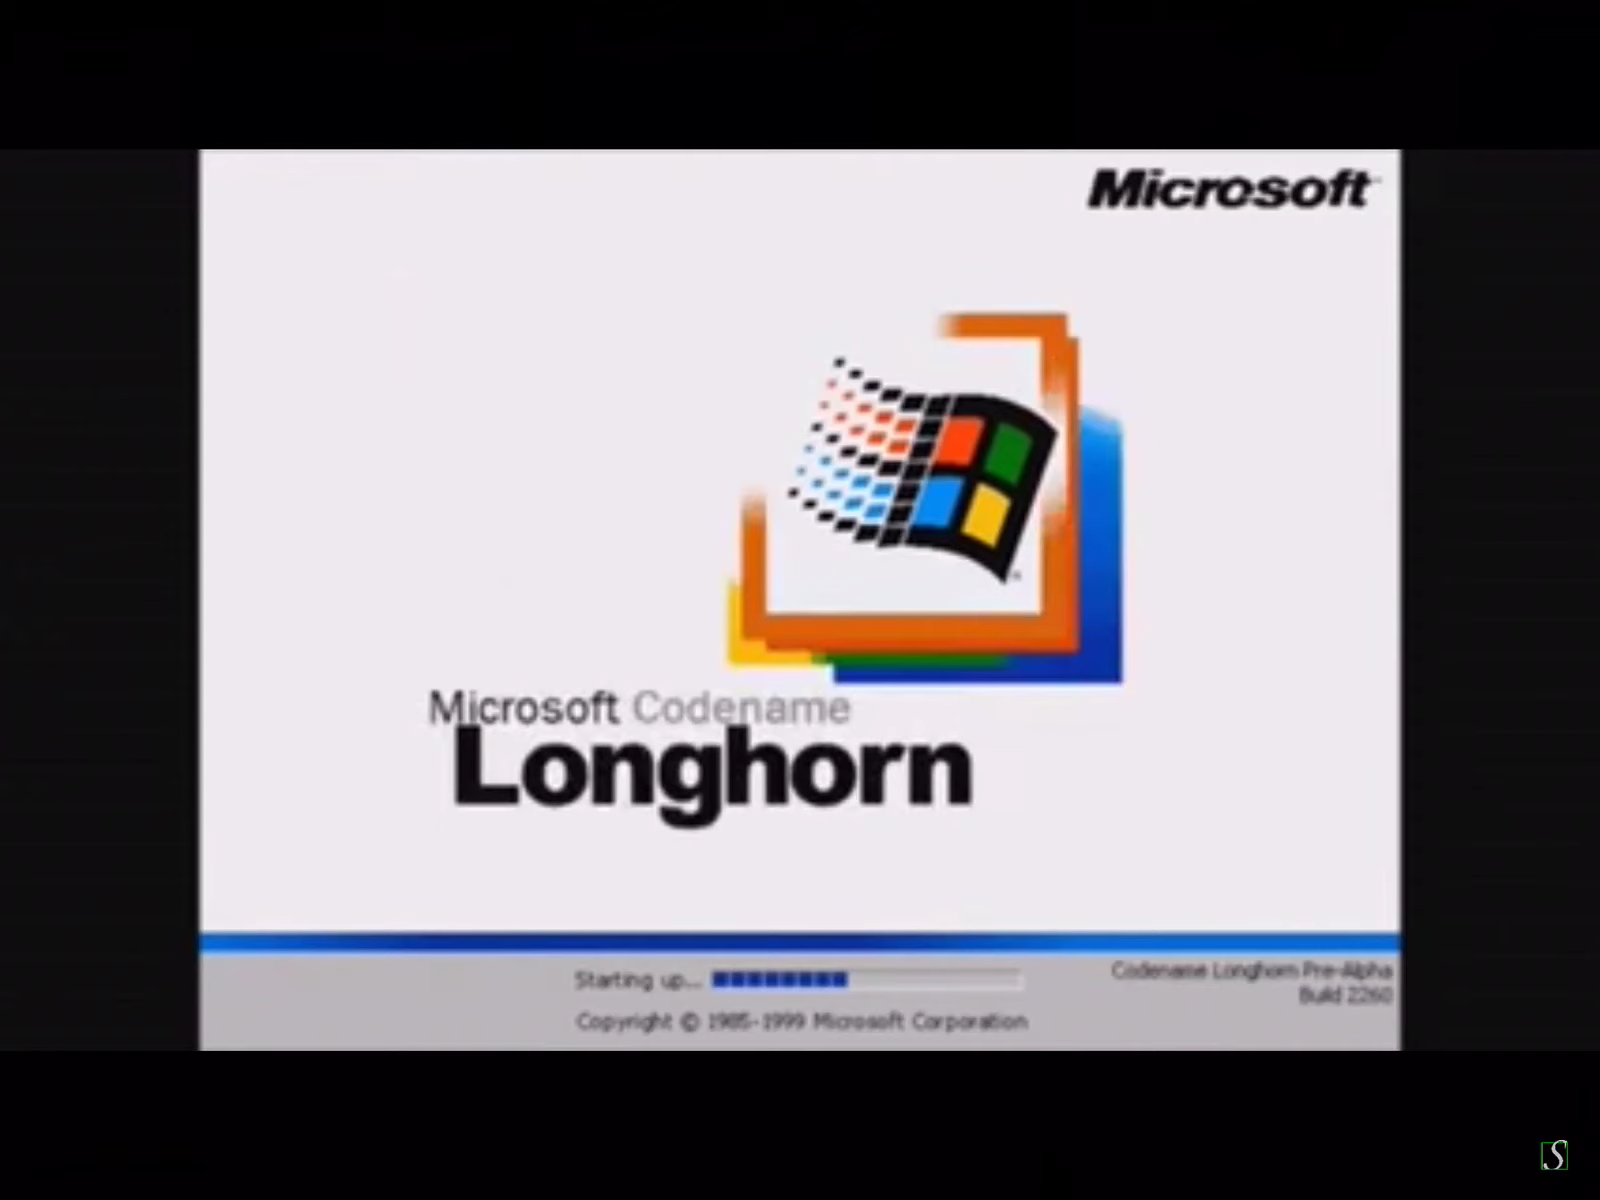 Microsoft
Microsoft Codename
Longhorn
Starting up...
Codename Longhorn Pre-Alpha
Build 2260
Copyright © 1985-1999 Microsoft Corporation
S